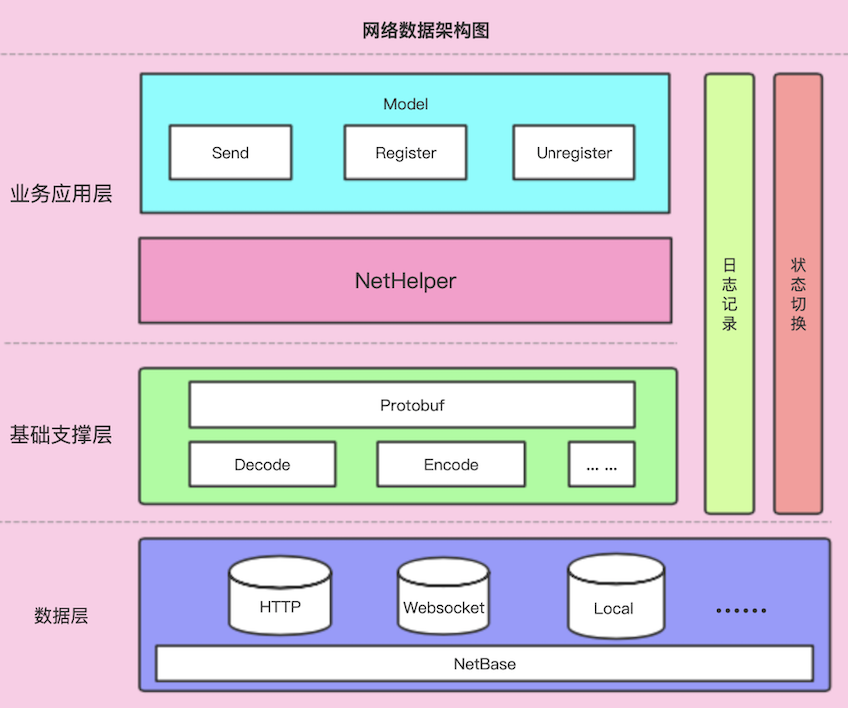 网络数据架构图
业务应用层
Model
Send
Register
Unregister
NetHelper
基础支撑层
Protobuf
Decode
Encode
... ...
数据层
HTTP
Websocket
Local
······
NetBase
日志记录
状态切换